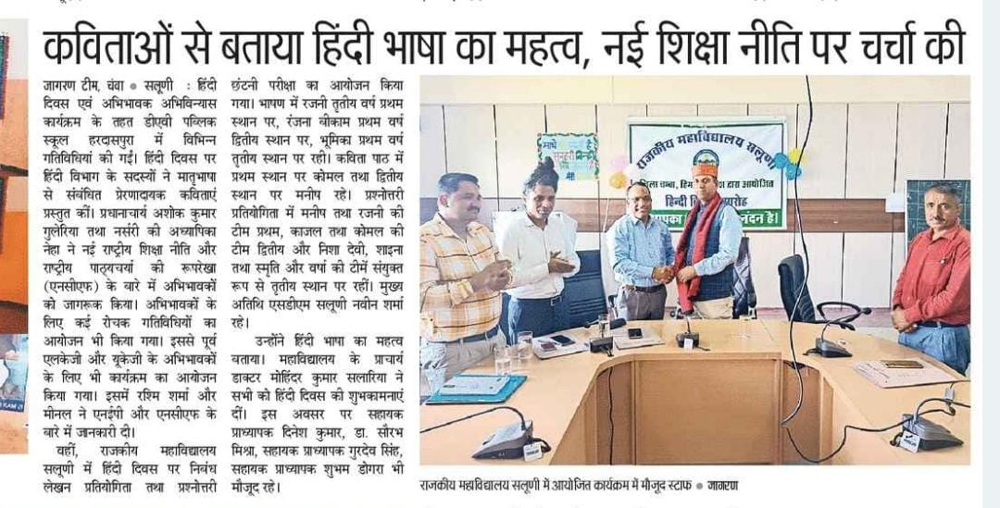 कविताओं से बताया हिंदी भाषा का महत्व, नई शिक्षा नीति पर चर्चा की
जागरण टीम, चंबा ● सलूणी : हिंदी
दिवस एवं अभिभावक अभिविन्यास
कार्यक्रम के तहत डीएवी पब्लिक
स्कूल हरदासपुरा में विभिन्न
गतिविधियां की गईं। हिंदी दिवस पर
हिंदी विभाग के सदस्यों ने मातृभाषा
से संबंधित प्रेरणादायक कविताएं
प्रस्तुत कीं। प्रधानाचार्य अशोक कुमार
गुलेरिया तथा नर्सरी की अध्यापिका
नेहा ने नई राष्ट्रीय शिक्षा नीति और
राष्ट्रीय पाठ्यचर्या की रूपरेखा
(एनसीएफ) के बारे में अभिभावकों
को जागरूक किया। अभिभावकों के
लिए कई रोचक गतिविधियों का
आयोजन भी किया गया। इससे पूर्व
एलकेजी और यूकेजी के अभिभावकों
के लिए भी कार्यक्रम का आयोजन
किया गया। इसमें रश्मि शर्मा और
मीनल ने एनईपी और एनसीएफ के
बारे में जानकारी दी।
वहीं, राजकीय महाविद्यालय
सलूणी में हिंदी दिवस पर निबंध
लेखन प्रतियोगिता तथा प्रश्नोत्तरी
छंटनी परीक्षा का आयोजन किया
गया। भाषण में रजनी तृतीय वर्ष प्रथम
स्थान पर, रंजना बीकाम प्रथम वर्ष
द्वितीय स्थान पर, भूमिका प्रथम वर्ष
तृतीय स्थान पर रही। कविता पाठ में
प्रथम स्थान पर कोमल तथा द्वितीय
स्थान पर मनीष रहे। प्रश्नोत्तरी
प्रतियोगिता में मनीष तथा रजनी की
टीम प्रथम, काजल तथा कोमल की
टीम द्वितीय और निशा देवी, शाइना
तथा स्मृति और वर्षा की टीमें संयुक्त
रूप से तृतीय स्थान पर रहीं। मुख्य
अतिथि एसडीएम सलूणी नवीन शर्मा
रहे।
उन्होंने हिंदी भाषा का महत्व
बताया। महाविद्यालय के प्राचार्य
डाक्टर मोहिंदर कुमार सलारिया ने
सभी को हिंदी दिवस की शुभकामनाएं
दीं। इस अवसर पर सहायक
प्राध्यापक दिनेश कुमार, डा. सौरभ
मिश्रा, सहायक प्राध्यापक गुरदेव सिंह,
सहायक प्राध्यापक शुभम डोगरा भी
मौजूद रहे।
राजकीय महाविद्यालय सलूणी
चम्बा, द्वारा आयोजित
हिन्दी
राजकीय महाविद्यालय सलूणी में आयोजित कार्यक्रम में मौजूद स्टाफ ● जागरण